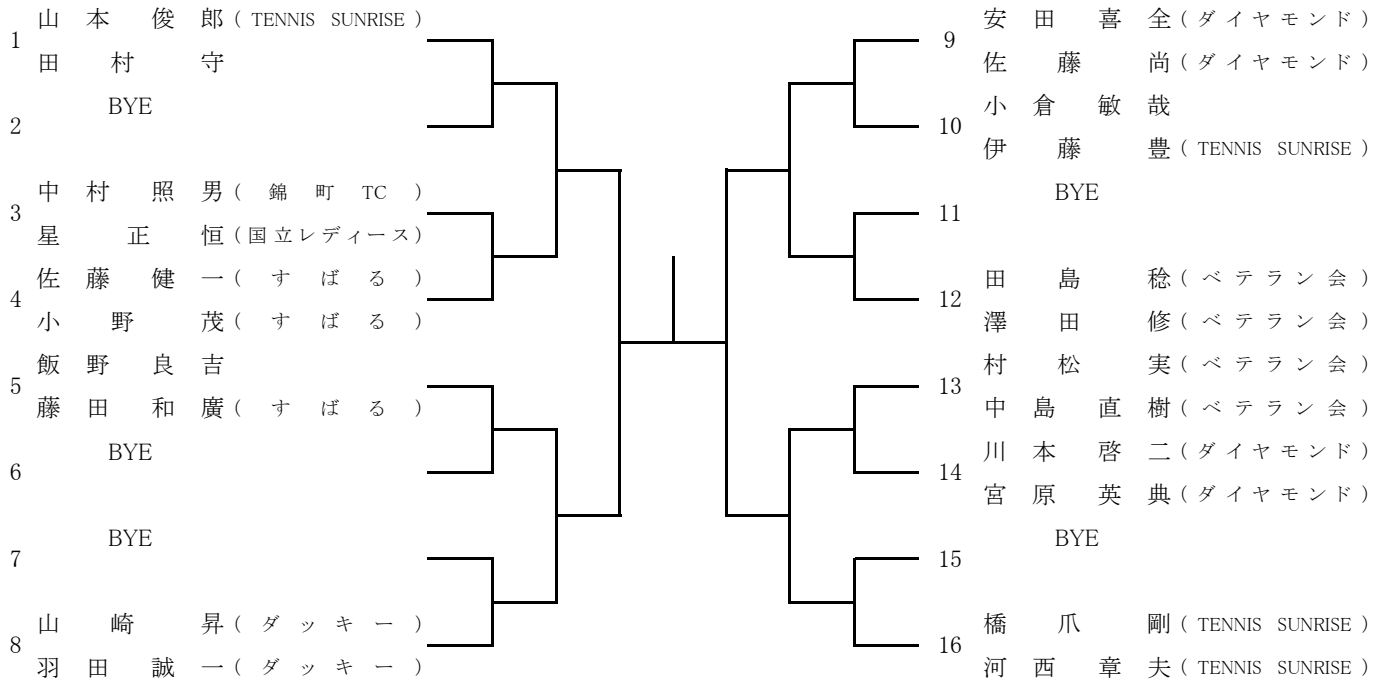 1 山本俊郎(TENNIS SUNRISE)
田村守
2 BYE
3 中村照男(錦町TC)
星正恒(国立レディース)
4 佐藤健一(すばる)
小野茂(すばる)
5 飯野良吉
藤田和廣(すばる)
6 BYE
7 BYE
8 山崎昇(ダッキー)
羽田誠一(ダッキー)
9 安田喜全(ダイヤモンド)
佐藤尚(ダイヤモンド)
10 小倉敏哉
伊藤豊(TENNIS SUNRISE)
11 BYE
12 田島稔(ベテラン会)
澤田修(ベテラン会)
13 村松実(ベテラン会)
中島直樹(ベテラン会)
14 川本啓二(ダイヤモンド)
宮原英典(ダイヤモンド)
15 BYE
16 橋爪剛(TENNIS SUNRISE)
河西章夫(TENNIS SUNRISE)